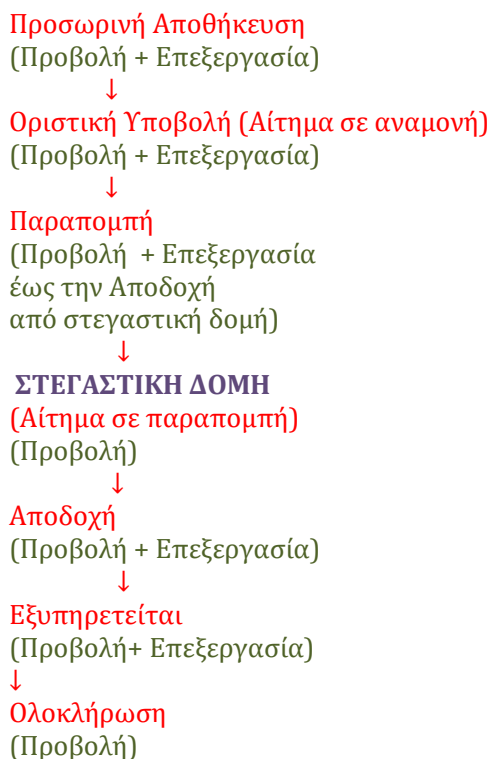 Προσωρινή Αποθήκευση
(Προβολή + Επεξεργασία)
↓
Οριστική Υποβολή (Αίτημα σε αναμονή)
(Προβολή + Επεξεργασία)
↓
Παραπομπή
(Προβολή + Επεξεργασία
έως την Αποδοχή
από στεγαστική δομή)
↓
ΣΤΕΓΑΣΤΙΚΗ ΔΟΜΗ
(Αίτημα σε παραπομπή)
(Προβολή)
↓
Αποδοχή
(Προβολή + Επεξεργασία)
↓
Εξυπηρετείται
(Προβολή+ Επεξεργασία)
↓
Ολοκλήρωση
(Προβολή)